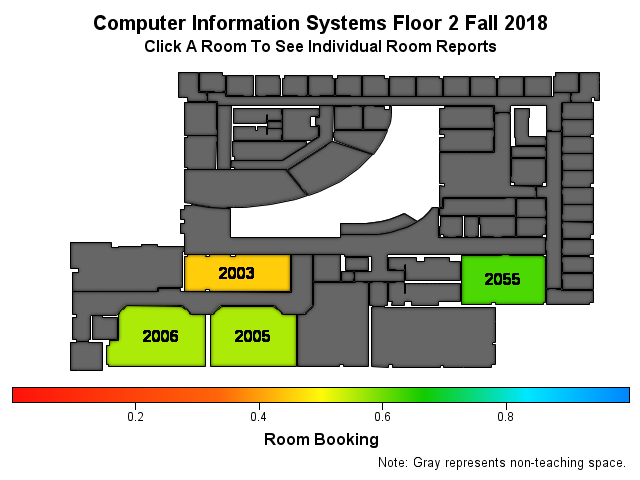 Computer Information Systems Floor 2 Fall 2018
Click A Room To See Individual Room Reports
2003
2055
2006
2005
0.2
0.4
0.6
0.8
Room Booking
Note: Gray represents non-teaching space.